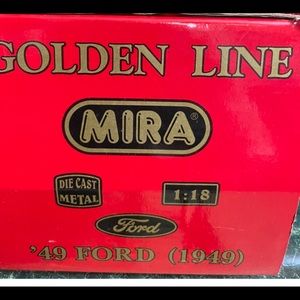 GOLDEN LINE
MIRA®
DIE CAST
METAL
1:18
Ford
'49 FORD (1949)